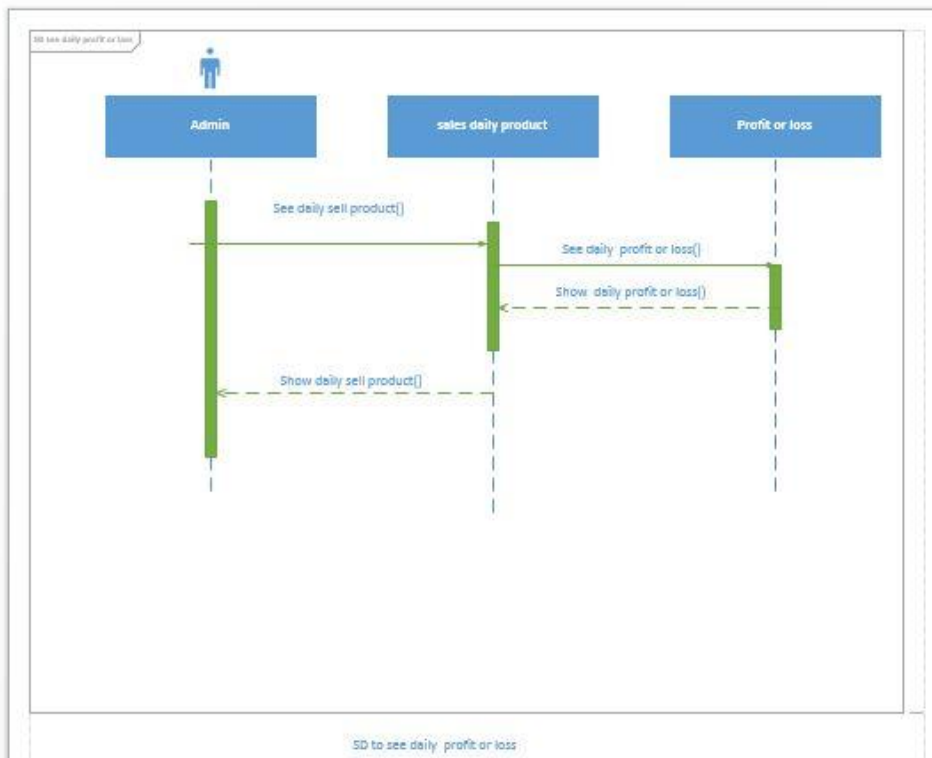 SD see daily profit or loss
Admin
sales daily product
Profit or loss
See daily sell product()
See daily profit or loss()
Show daily profit or loss()
Show daily sell product()
SD to see daily profit or loss